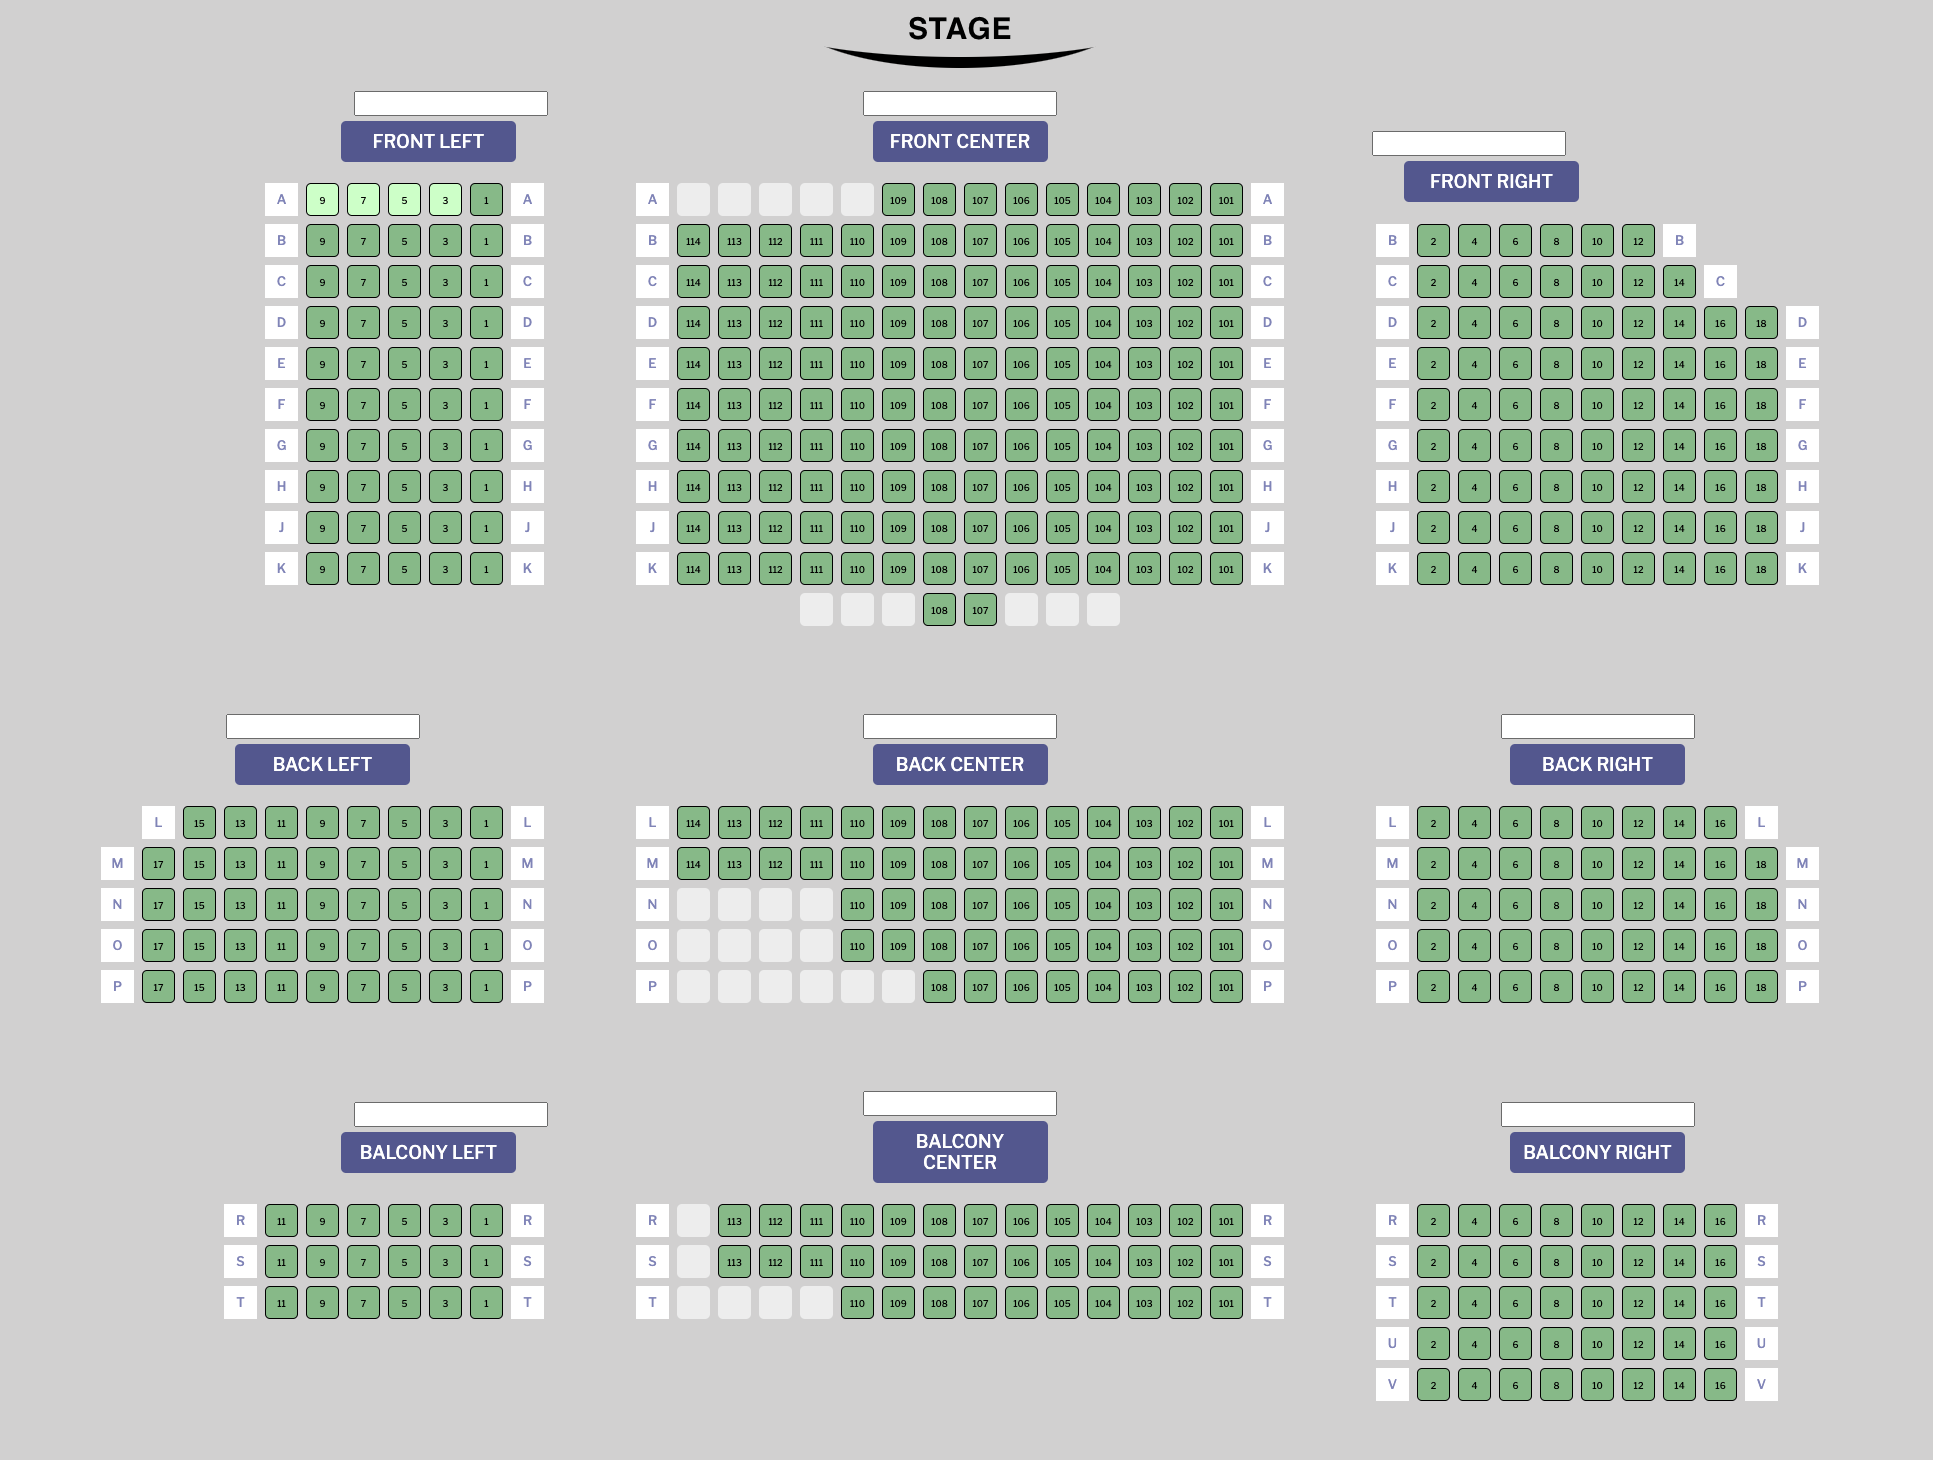 STAGE
FRONT LEFT
A 9 7 5 3 1 A
B 9 7 5 3 1 B
C 9 7 5 3 1 C
D 9 7 5 3 1 D
E 9 7 5 3 1 E
F 9 7 5 3 1 F
G 9 7 5 3 1 G
H 9 7 5 3 1 H
J 9 7 5 3 1 J
K 9 7 5 3 1 K
FRONT CENTER
A 109 108 107 106 105 104 103 102 101 A
B 114 113 112 111 110 109 108 107 106 105 104 103 102 101 B
C 114 113 112 111 110 109 108 107 106 105 104 103 102 101 C
D 114 113 112 111 110 109 108 107 106 105 104 103 102 101 D
E 114 113 112 111 110 109 108 107 106 105 104 103 102 101 E
F 114 113 112 111 110 109 108 107 106 105 104 103 102 101 F
G 114 113 112 111 110 109 108 107 106 105 104 103 102 101 G
H 114 113 112 111 110 109 108 107 106 105 104 103 102 101 H
J 114 113 112 111 110 109 108 107 106 105 104 103 102 101 J
K 114 113 112 111 110 109 108 107 106 105 104 103 102 101 K
108 107
FRONT RIGHT
B 2 4 6 8 10 12 B
C 2 4 6 8 10 12 14 C
D 2 4 6 8 10 12 14 16 18 D
E 2 4 6 8 10 12 14 16 18 E
F 2 4 6 8 10 12 14 16 18 F
G 2 4 6 8 10 12 14 16 18 G
H 2 4 6 8 10 12 14 16 18 H
J 2 4 6 8 10 12 14 16 18 J
K 2 4 6 8 10 12 14 16 18 K
BACK LEFT
L 15 13 11 9 7 5 3 1 L
M 17 15 13 11 9 7 5 3 1 M
N 17 15 13 11 9 7 5 3 1 N
O 17 15 13 11 9 7 5 3 1 O
P 17 15 13 11 9 7 5 3 1 P
BACK CENTER
L 114 113 112 111 110 109 108 107 106 105 104 103 102 101 L
M 114 113 112 111 110 109 108 107 106 105 104 103 102 101 M
N 110 109 108 107 106 105 104 103 102 101 N
O 110 109 108 107 106 105 104 103 102 101 O
P 108 107 106 105 104 103 102 101 P
BACK RIGHT
L 2 4 6 8 10 12 14 16 L
M 2 4 6 8 10 12 14 16 18 M
N 2 4 6 8 10 12 14 16 18 N
O 2 4 6 8 10 12 14 16 18 O
P 2 4 6 8 10 12 14 16 18 P
BALCONY LEFT
R 11 9 7 5 3 1 R
S 11 9 7 5 3 1 S
T 11 9 7 5 3 1 T
BALCONY
CENTER
R 113 112 111 110 109 108 107 106 105 104 103 102 101 R
S 113 112 111 110 109 108 107 106 105 104 103 102 101 S
T 110 109 108 107 106 105 104 103 102 101 T
BALCONY RIGHT
R 2 4 6 8 10 12 14 16 R
S 2 4 6 8 10 12 14 16 S
T 2 4 6 8 10 12 14 16 T
U 2 4 6 8 10 12 14 16 U
V 2 4 6 8 10 12 14 16 V